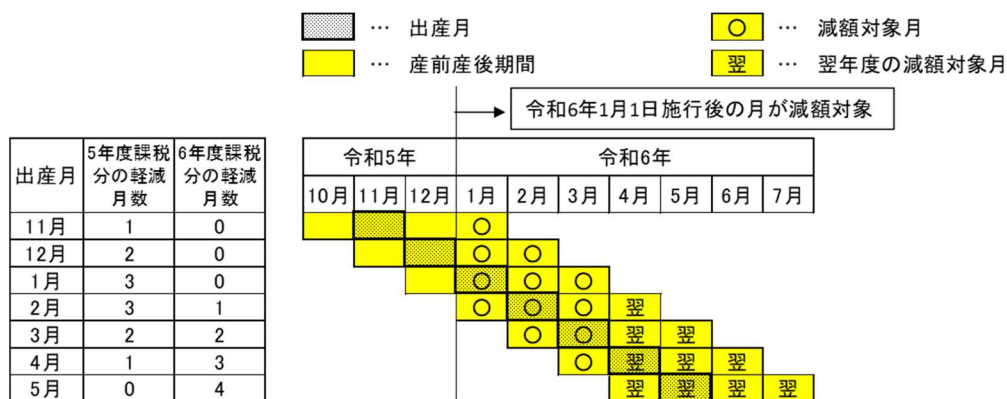 … 出産月
○ … 減額対象月
… 産前産後期間
翌 … 翌年度の減額対象月
令和6年1月1日施行後の月が減額対象
出産月 5年度課税分の軽減月数 6年度課税分の軽減月数
令和5年 令和6年
10月 11月 12月 1月 2月 3月 4月 5月 6月 7月
11月 1 0 ○
12月 2 0 ○ ○
1月 3 0 ○ ○ ○
2月 3 1 ○ ○ ○ 翌
3月 2 2 ○ ○ 翌 翌
4月 1 3 ○ 翌 翌 翌
5月 0 4 翌 翌 翌 翌